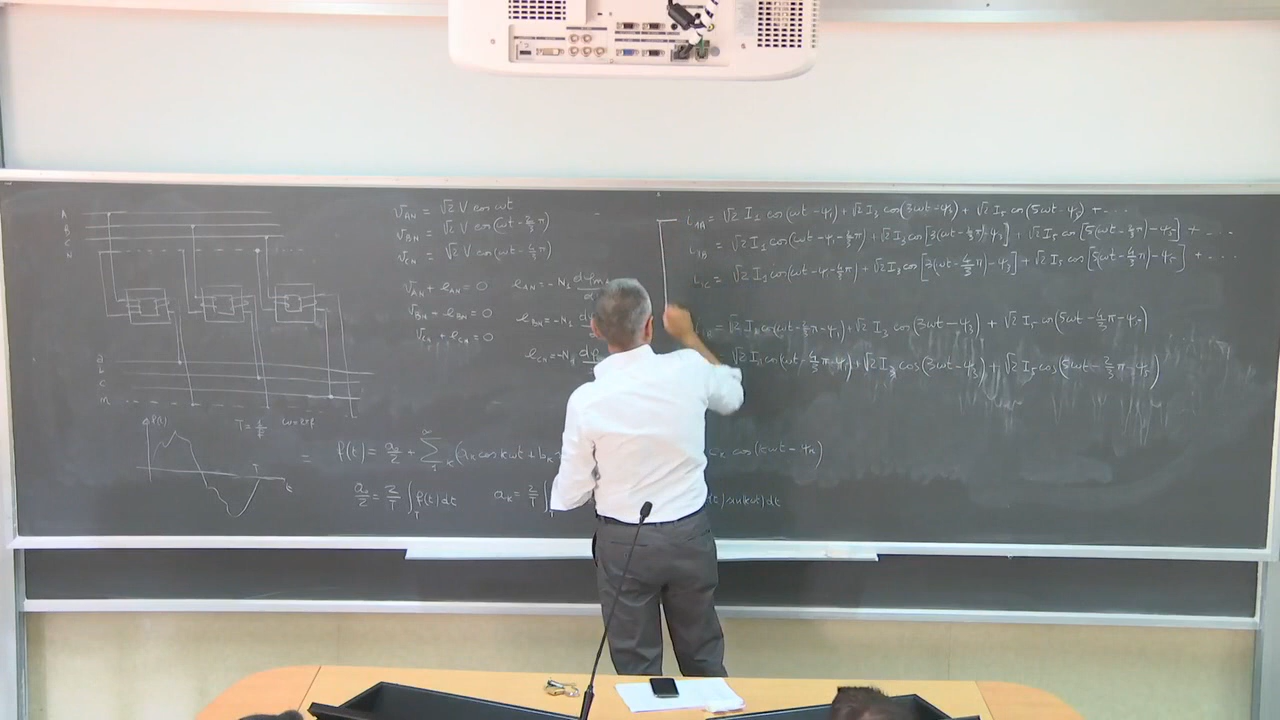 A
B
C
N
a
b
c
m
v_AN = √2 V cos ωt
v_BN = √2 V cos(ωt - 2/3 π)
v_CN = √2 V cos(ωt - 4/3 π)
v_AN + e_AN = 0
e_AN = - N_1
v_BN - e_BN = 0
e_BN = - N_1
v_CN + e_CN = 0
e_CN = - N_1
i_1A = √2 I_1 cos(ωt - φ_1) + √2 I_3 cos(3ωt - φ_3) + √2 I_5 cos(5ωt - φ_5) + ....
i_1B = √2 I_1 cos(ωt - φ_1 - 2/3 π) + √2 I_3 cos[3(ωt - 2/3 π) - φ_3] + √2 I_5 cos[5(ωt - 2/3 π) - φ_5] + ....
i_1C = √2 I_1 cos(ωt - φ_1 - 4/3 π) + √2 I_3 cos[3(ωt - 4/3 π) - φ_3] + √2 I_5 cos[5(ωt - 4/3 π) - φ_5] + ....
= √2 I_1 cos(ωt - 2/3 π - φ_1) + √2 I_3 cos(3ωt - φ_3) + √2 I_5 cos(5ωt - 4/3 π - φ_5)
√2 I_1 cos(ωt - 4/3 π - φ_1) + √2 I_3 cos(3ωt - φ_3) + √2 I_5 cos(5ωt - 2/3 π - φ_5)
f(t)
T = 1/f
ω = 2πf
T
t
= f(t) = a_0/2 + ∑ (a_k cos kωt + b_k
cos(kωt - φ_k)
a_0/2 = 2/T ∫_T f(t) dt
a_k = 2/T ∫_T
(t) sin(kωt) dt